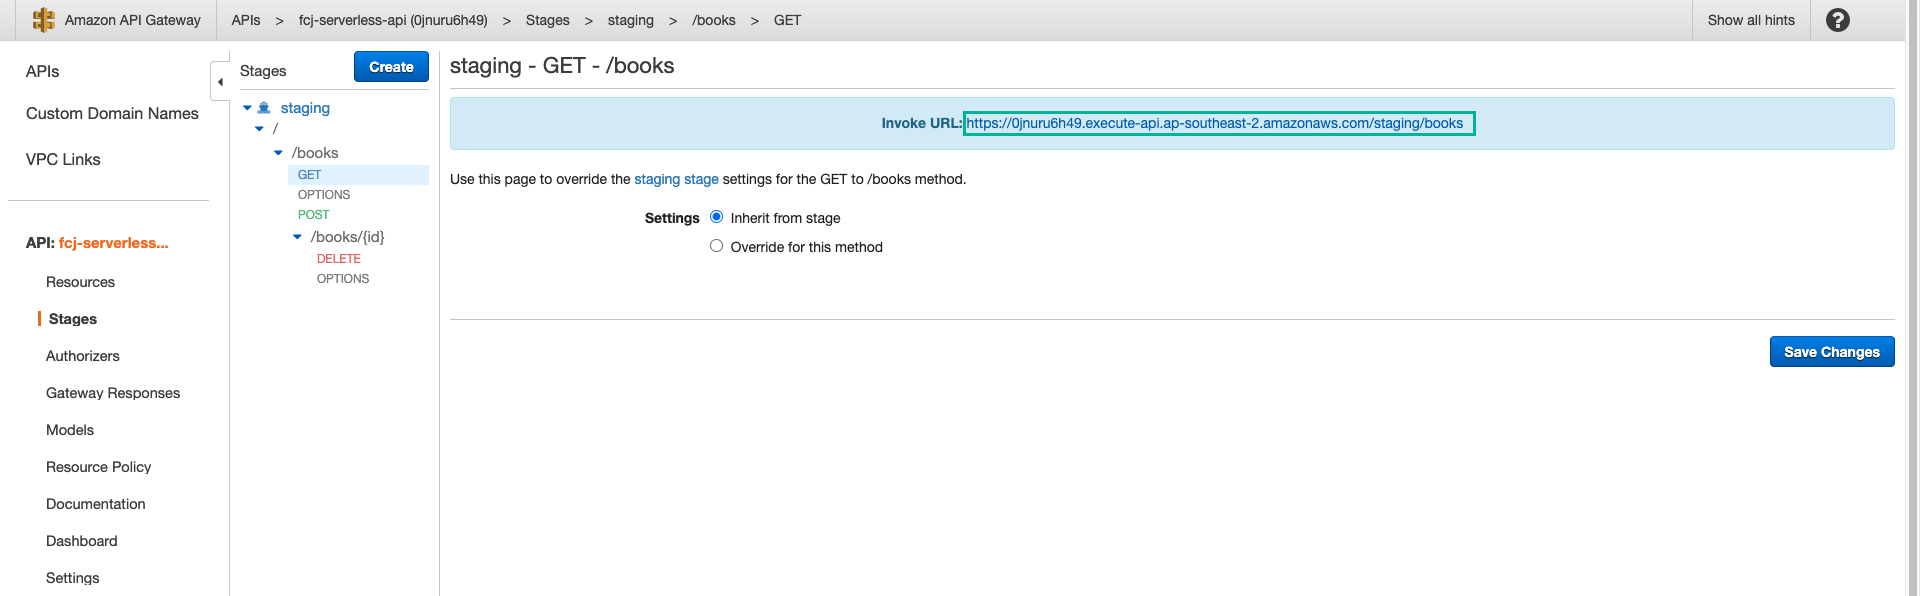 Amazon API Gateway
APIs > fcj-serverless-api (0jnuru6h49) > Stages > staging > /books > GET
Show all hints
?
APIs
Custom Domain Names
VPC Links
API: fcj-serverless...
Resources
Stages
Authorizers
Gateway Responses
Models
Resource Policy
Documentation
Dashboard
Settings
Stages
Create
staging
/
/books
GET
OPTIONS
POST
/books/{id}
DELETE
OPTIONS
staging - GET - /books
Invoke URL: https://0jnuru6h49.execute-api.ap-southeast-2.amazonaws.com/staging/books
Use this page to override the staging stage settings for the GET to /books method.
Settings
Inherit from stage
Override for this method
Save Changes